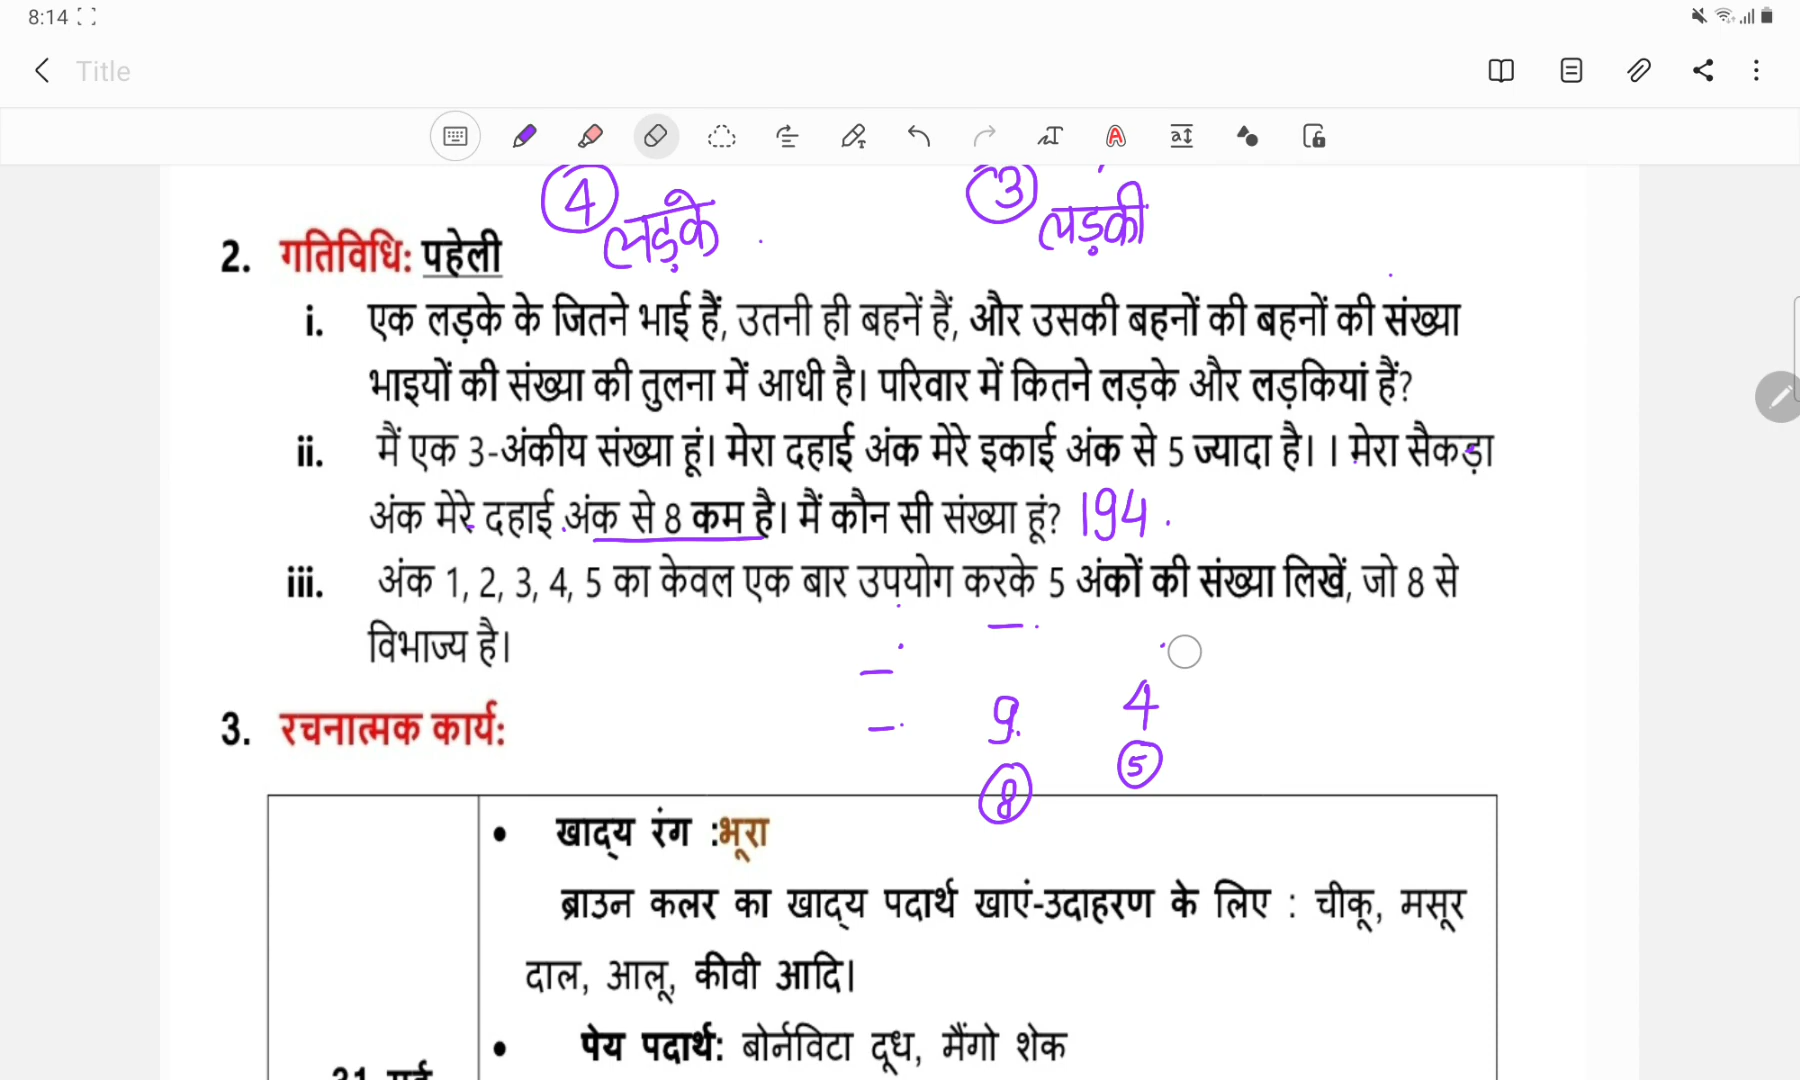 8:14
Title
4 3
लड़के लड़की
2. गतिविधि: पहेली
i. एक लड़के के जितने भाई हैं, उतनी ही बहनें हैं, और उसकी बहनों की बहनों की संख्या
भाइयों की संख्या की तुलना में आधी है। परिवार में कितने लड़के और लड़कियां हैं?
ii. मैं एक 3-अंकीय संख्या हूं। मेरा दहाई अंक मेरे इकाई अंक से 5 ज्यादा है। । मेरा सैकड़ा
अंक मेरे दहाई अंक से 8 कम है। मैं कौन सी संख्या हूं? 194
iii. अंक 1, 2, 3, 4, 5 का केवल एक बार उपयोग करके 5 अंकों की संख्या लिखें, जो 8 से
विभाज्य है।
9 4
3. रचनात्मक कार्य:
5
8
• खाद्य रंग :भूरा
ब्राउन कलर का खाद्य पदार्थ खाएं-उदाहरण के लिए : चीकू, मसूर
दाल, आलू, कीवी आदि।
• पेय पदार्थ: बोर्नविटा दूध, मैंगो शेक